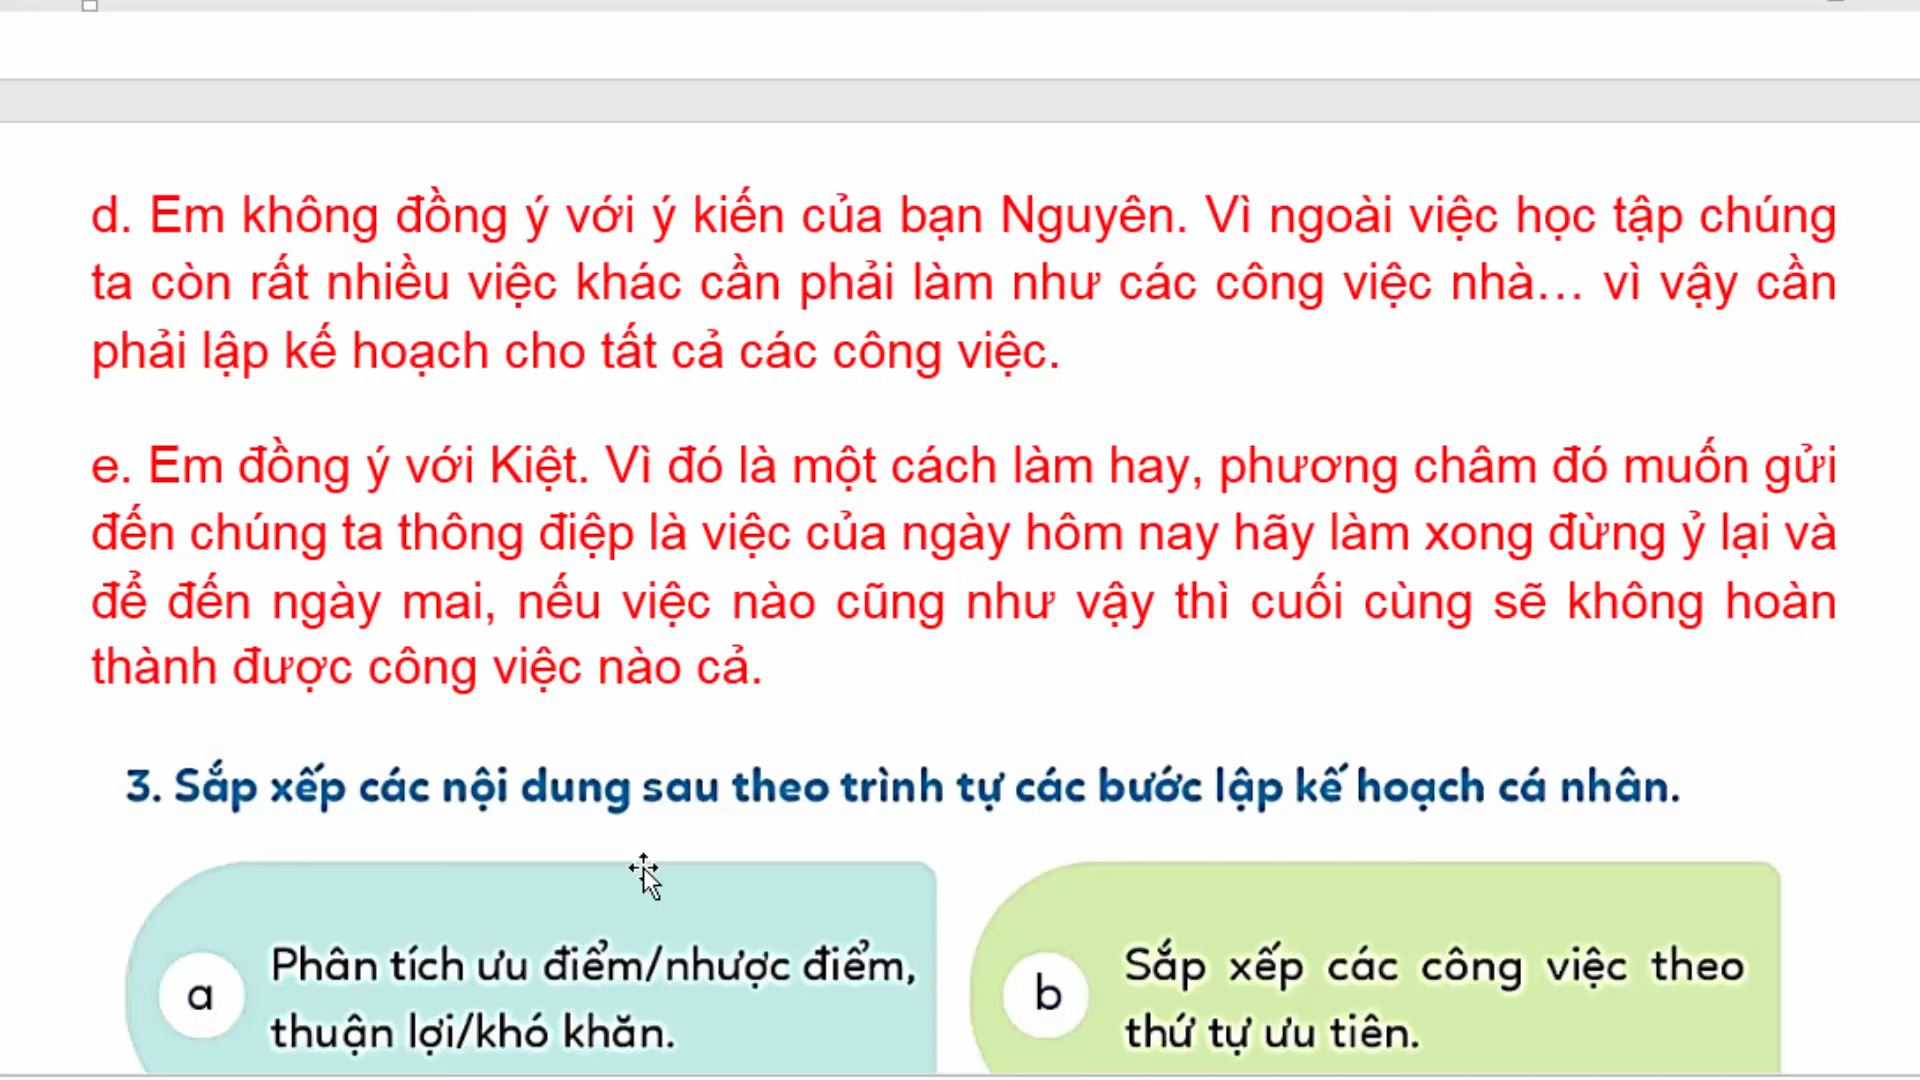 d. Em không đồng ý với ý kiến của bạn Nguyên. Vì ngoài việc học tập chúng
ta còn rất nhiều việc khác cần phải làm như các công việc nhà… vì vậy cần
phải lập kế hoạch cho tất cả các công việc.
e. Em đồng ý với Kiệt. Vì đó là một cách làm hay, phương châm đó muốn gửi
đến chúng ta thông điệp là việc của ngày hôm nay hãy làm xong đừng ỷ lại và
để đến ngày mai, nếu việc nào cũng như vậy thì cuối cùng sẽ không hoàn
thành được công việc nào cả.
3. Sắp xếp các nội dung sau theo trình tự các bước lập kế hoạch cá nhân.
a
Phân tích ưu điểm/nhược điểm,
thuận lợi/khó khăn.
b
Sắp xếp các công việc theo
thứ tự ưu tiên.